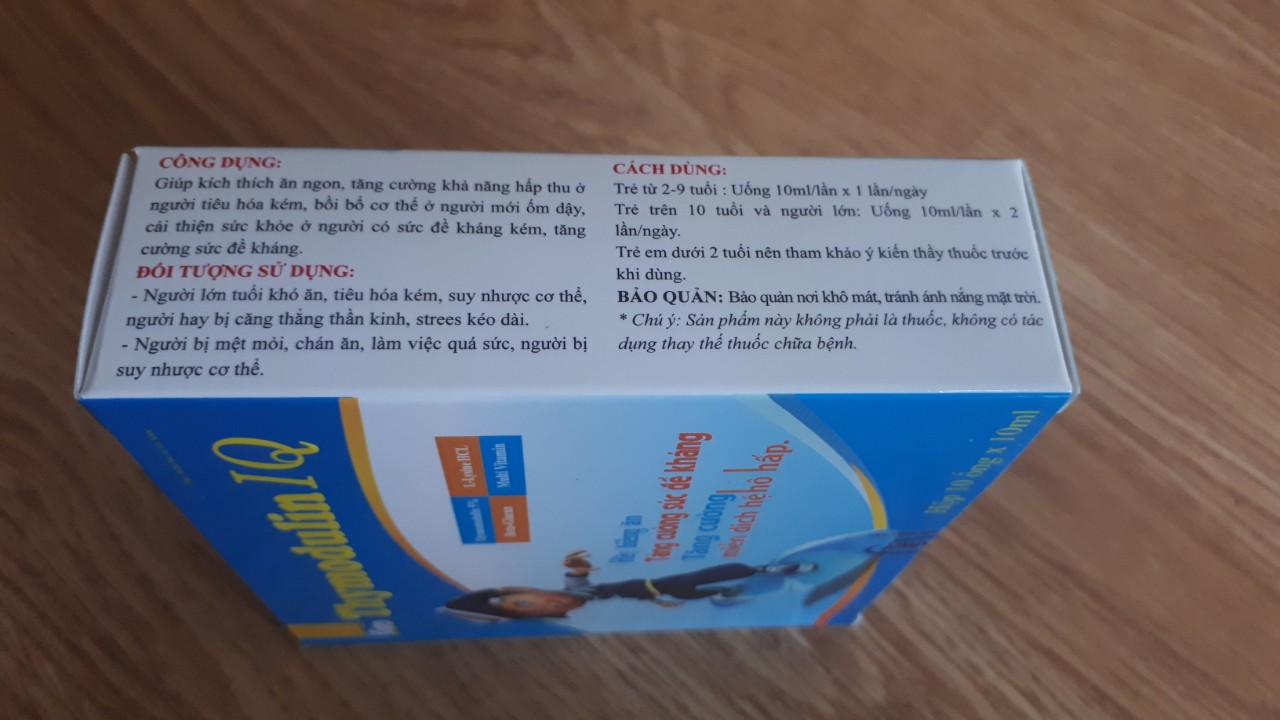 CÔNG DỤNG:
Giúp kích thích ăn ngon, tăng cường khả năng hấp thu ở
người tiêu hóa kém, bồi bổ cơ thể ở người mới ốm dậy,
cải thiện sức khỏe ở người có sức đề kháng kém, tăng
cường sức đề kháng.
ĐỐI TƯỢNG SỬ DỤNG:
- Người lớn tuổi khó ăn, tiêu hóa kém, suy nhược cơ thể,
người hay bị căng thẳng thần kinh, strees kéo dài.
- Người bị mệt mỏi, chán ăn, làm việc quá sức, người bị
suy nhược cơ thể.
CÁCH DÙNG:
Trẻ từ 2-9 tuổi : Uống 10ml/lần x 1 lần/ngày
Trẻ trên 10 tuổi và người lớn: Uống 10ml/lần x 2
lần/ngày.
Trẻ em dưới 2 tuổi nên tham khảo ý kiến thầy thuốc trước
khi dùng.
BẢO QUẢN: Bảo quản nơi khô mát, tránh ánh nắng mặt trời.
* Chú ý: Sản phẩm này không phải là thuốc, không có tác
dụng thay thế thuốc chữa bệnh.
Thymodulin IQ
L-Lysine HCL
Multi Vitamin
Beta-Glucan
Bé biếng ăn
Tăng cường sức đề kháng
Tăng cường
miễn dịch hệ hô hấp.
Hộp 10 ống x 10ml